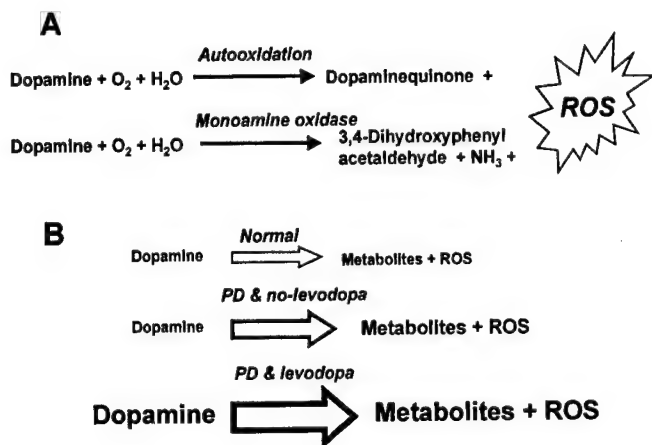 A
Autooxidation
Dopamine + O₂ + H₂O Dopaminequinone +
ROS
Monoamine oxidase
Dopamine + O₂ + H₂O 3,4-Dihydroxyphenyl
acetaldehyde + NH₃ +
B
Normal
Dopamine Metabolites + ROS
PD & no-levodopa
Dopamine Metabolites + ROS
PD & levodopa
Dopamine Metabolites + ROS